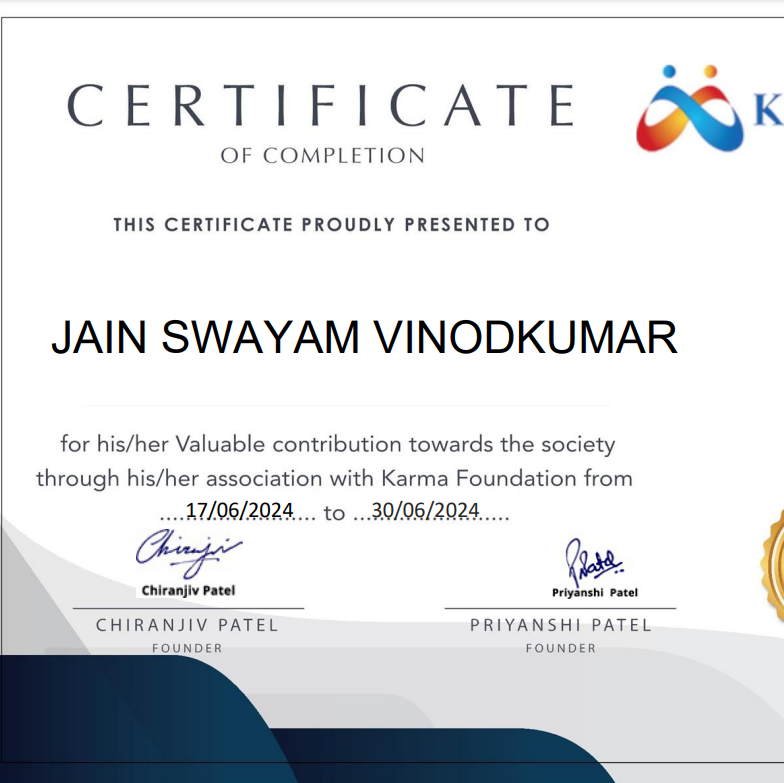 CERTIFICATE
K
OF COMPLETION
THIS CERTIFICATE PROUDLY PRESENTED TO
JAIN SWAYAM VINODKUMAR
for his/her Valuable contribution towards the society
through his/her association with Karma Foundation from
....17/06/2024.... to ...30/06/2024.....
Chiranjiv
Chiranjiv Patel
CHIRANJIV PATEL
FOUNDER
PPatel
Priyanshi Patel
PRIYANSHI PATEL
FOUNDER